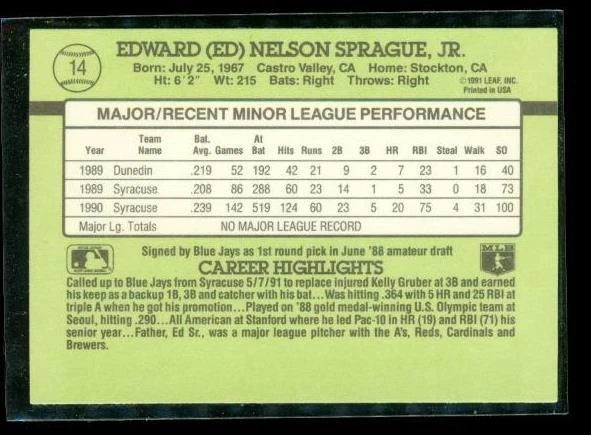 14
EDWARD (ED) NELSON SPRAGUE, JR.
Born: July 25, 1967 Castro Valley, CA Home: Stockton, CA
Ht: 6'2" Wt: 215 Bats: Right Throws: Right
©1991 LEAF, INC.
Printed in USA
MAJOR/RECENT MINOR LEAGUE PERFORMANCE
Team Bat. At
Year Name Avg. Games Bat Hits Runs 2B 3B HR RBI Steal Walk SO
1989 Dunedin .219 52 192 42 21 9 2 7 23 1 16 40
1989 Syracuse .208 86 288 60 23 14 1 5 33 0 18 73
1990 Syracuse .239 142 519 124 60 23 5 20 75 4 31 100
Major Lg. Totals NO MAJOR LEAGUE RECORD
Signed by Blue Jays as 1st round pick in June '88 amateur draft
CAREER HIGHLIGHTS
MLB
Called up to Blue Jays from Syracuse 5/7/91 to replace injured Kelly Gruber at 3B and earned
his keep as a backup 1B, 3B and catcher with his bat...Was hitting .364 with 5 HR and 25 RBI at
triple A when he got his promotion...Played on '88 gold medal-winning U.S. Olympic team at
Seoul, hitting .290...All American at Stanford where he led Pac-10 in HR (19) and RBI (71) his
senior year...Father, Ed Sr., was a major league pitcher with the A's, Reds, Cardinals and
Brewers.